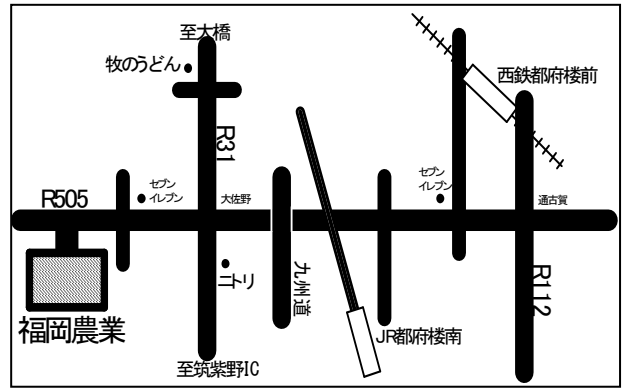 至大橋
牧のうどん
西鉄都府楼前
R31
セブン
イレブン
セブン
イレブン
R505
大佐野
通古賀
ニトリ
九州道
R112
福岡農業
JR都府楼南
至筑紫野IC